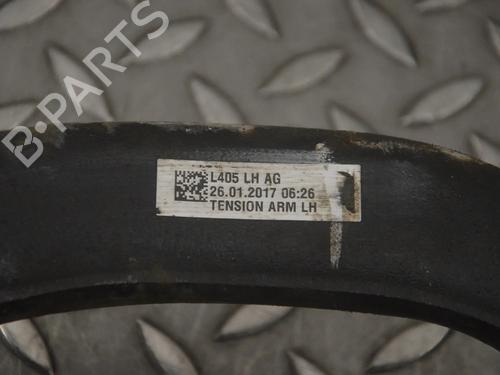 B-PARTS
L405 LH AG
26.01.2017 06:26
TENSION ARM LH